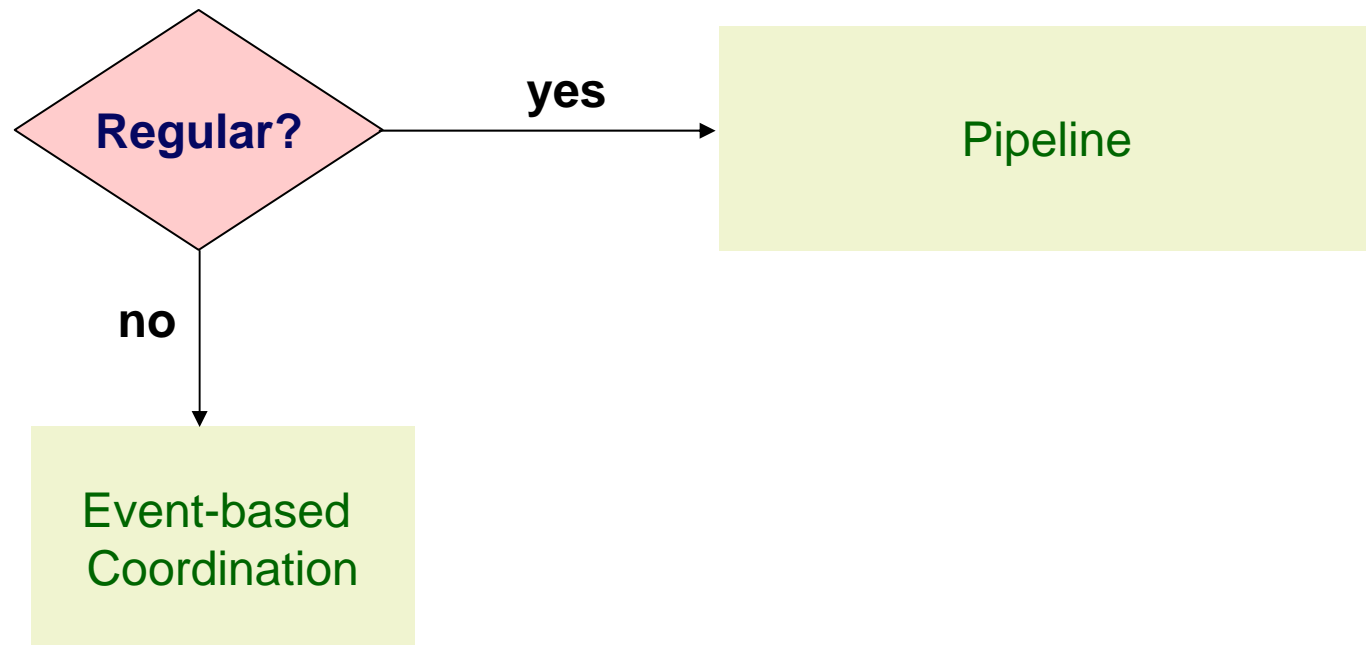 yes
Regular?
Pipeline
no
Event-based
Coordination